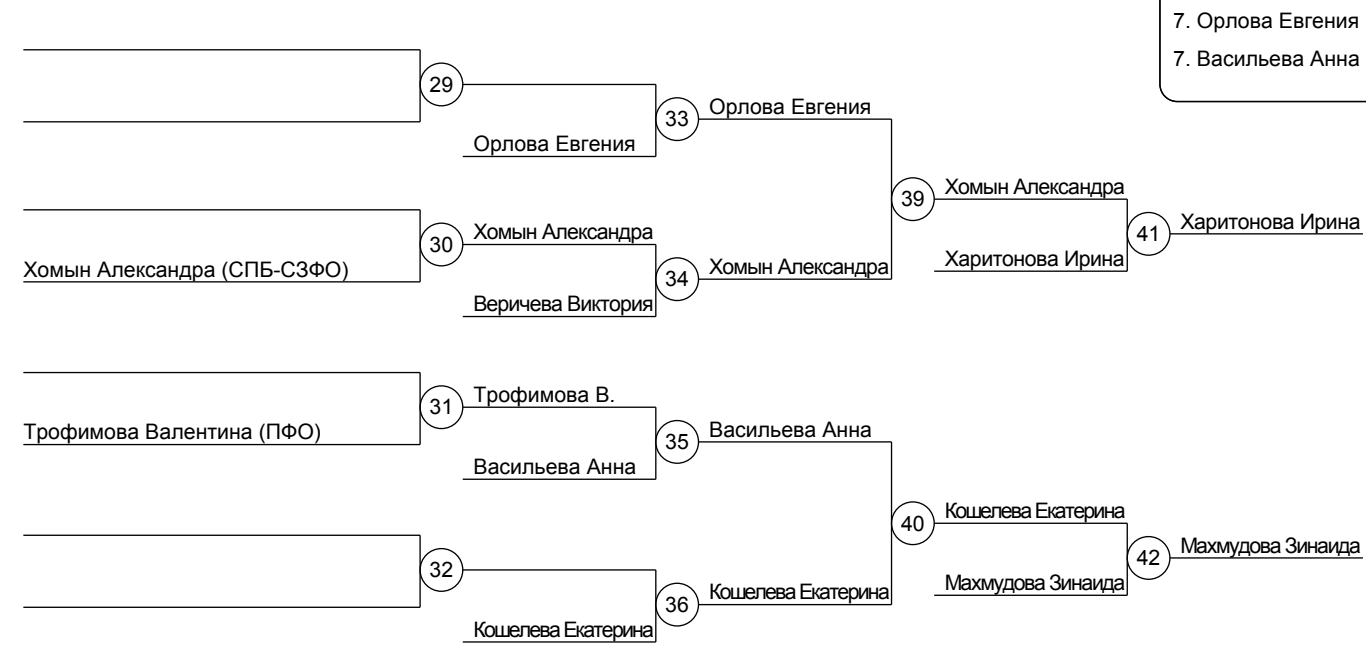 7. Орлова Евгения
7. Васильева Анна
29
33
Орлова Евгения
Орлова Евгения
39
Хомын Александра
41
Харитонова Ирина
30
Хомын Александра
Хомын Александра (СПБ-СЗФО)
34
Хомын Александра
Харитонова Ирина
Веричева Виктория
31
Трофимова В.
Трофимова Валентина (ПФО)
35
Васильева Анна
Васильева Анна
40
Кошелева Екатерина
42
Махмудова Зинаида
32
36
Кошелева Екатерина
Махмудова Зинаида
Кошелева Екатерина